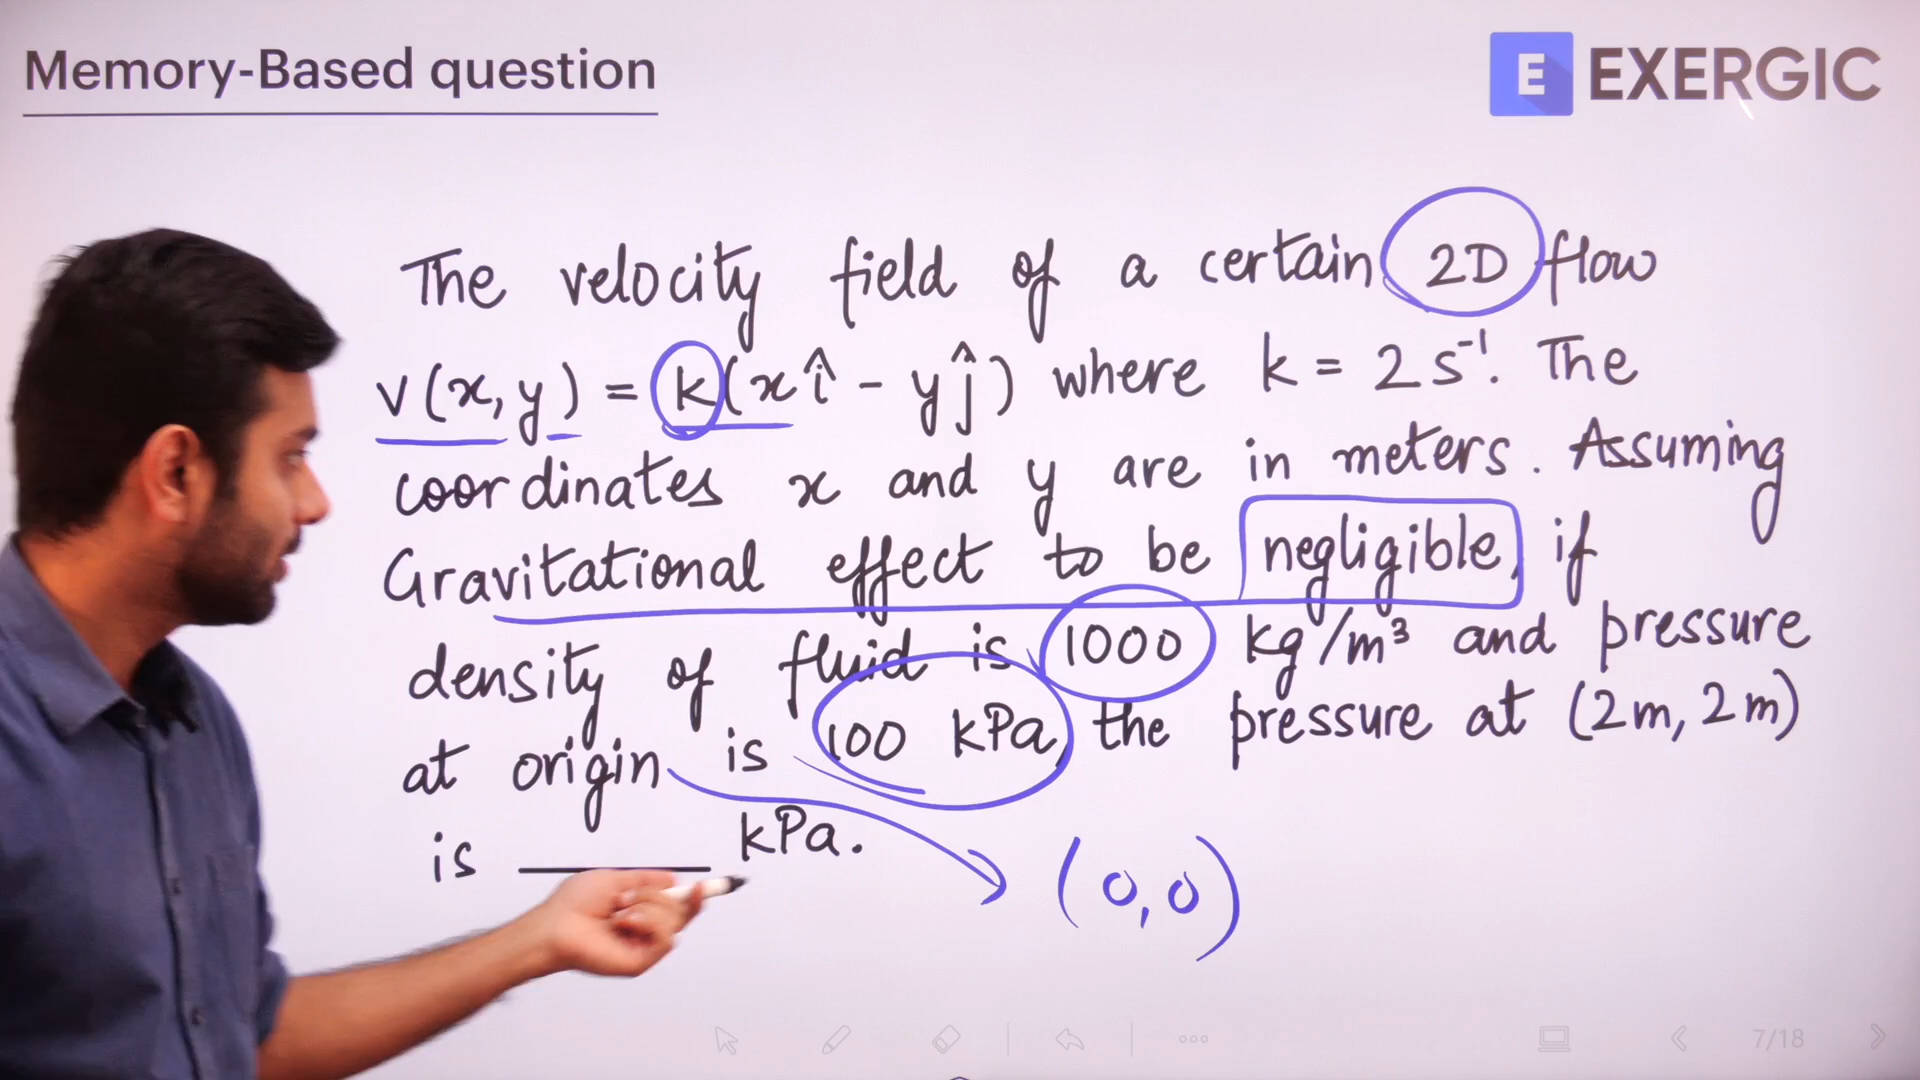 Memory-Based question
E EXERGIC
The velocity field of a certain 2D flow
v(x,y) = k(xî - yĵ) where k = 2 s⁻¹. The
coordinates x and y are in meters. Assuming
Gravitational effect to be negligible, if
density of fluid is 1000 kg/m³ and pressure
at origin is 100 kPa, the pressure at (2m, 2m)
is ______ kPa.
(0,0)
7/18